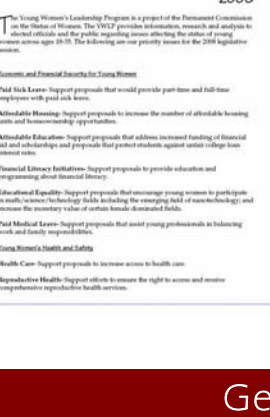 The Young Women's Leadership Program is a project of the Permanent Commission
on the Status of Women. The YWLP provides information, research and analysis to
elected officials and the public regarding issues affecting the status of young
women across ages 18-35. The following are our priority issues for the 2008 legislative
session.
Economic and Financial Security for Young Women
Paid Sick Leave- Support proposals that would provide part-time and full-time
employees with paid sick leave.
Affordable Housing- Support proposals to increase the number of affordable housing
units and homeownership opportunities.
Affordable Education- Support proposals that address increased funding of financial
aid and scholarships and proposals that protect students against unfair college loan
interest rates.
Financial Literacy Initiatives- Support proposals to provide education and
programming about financial literacy.
Educational Equality- Support proposals that encourage young women to participate
in math/science/technology fields including the emerging field of nanotechnology; and
increase the monetary value of certain female dominated fields.
Paid Medical Leave- Support proposals that assist young professionals in balancing
work and family responsibilities.
Young Women's Health and Safety
Health Care- Support proposals to increase access to health care.
Reproductive Health- Support efforts to ensure the right to access and receive
comprehensive reproductive health services.
Ge